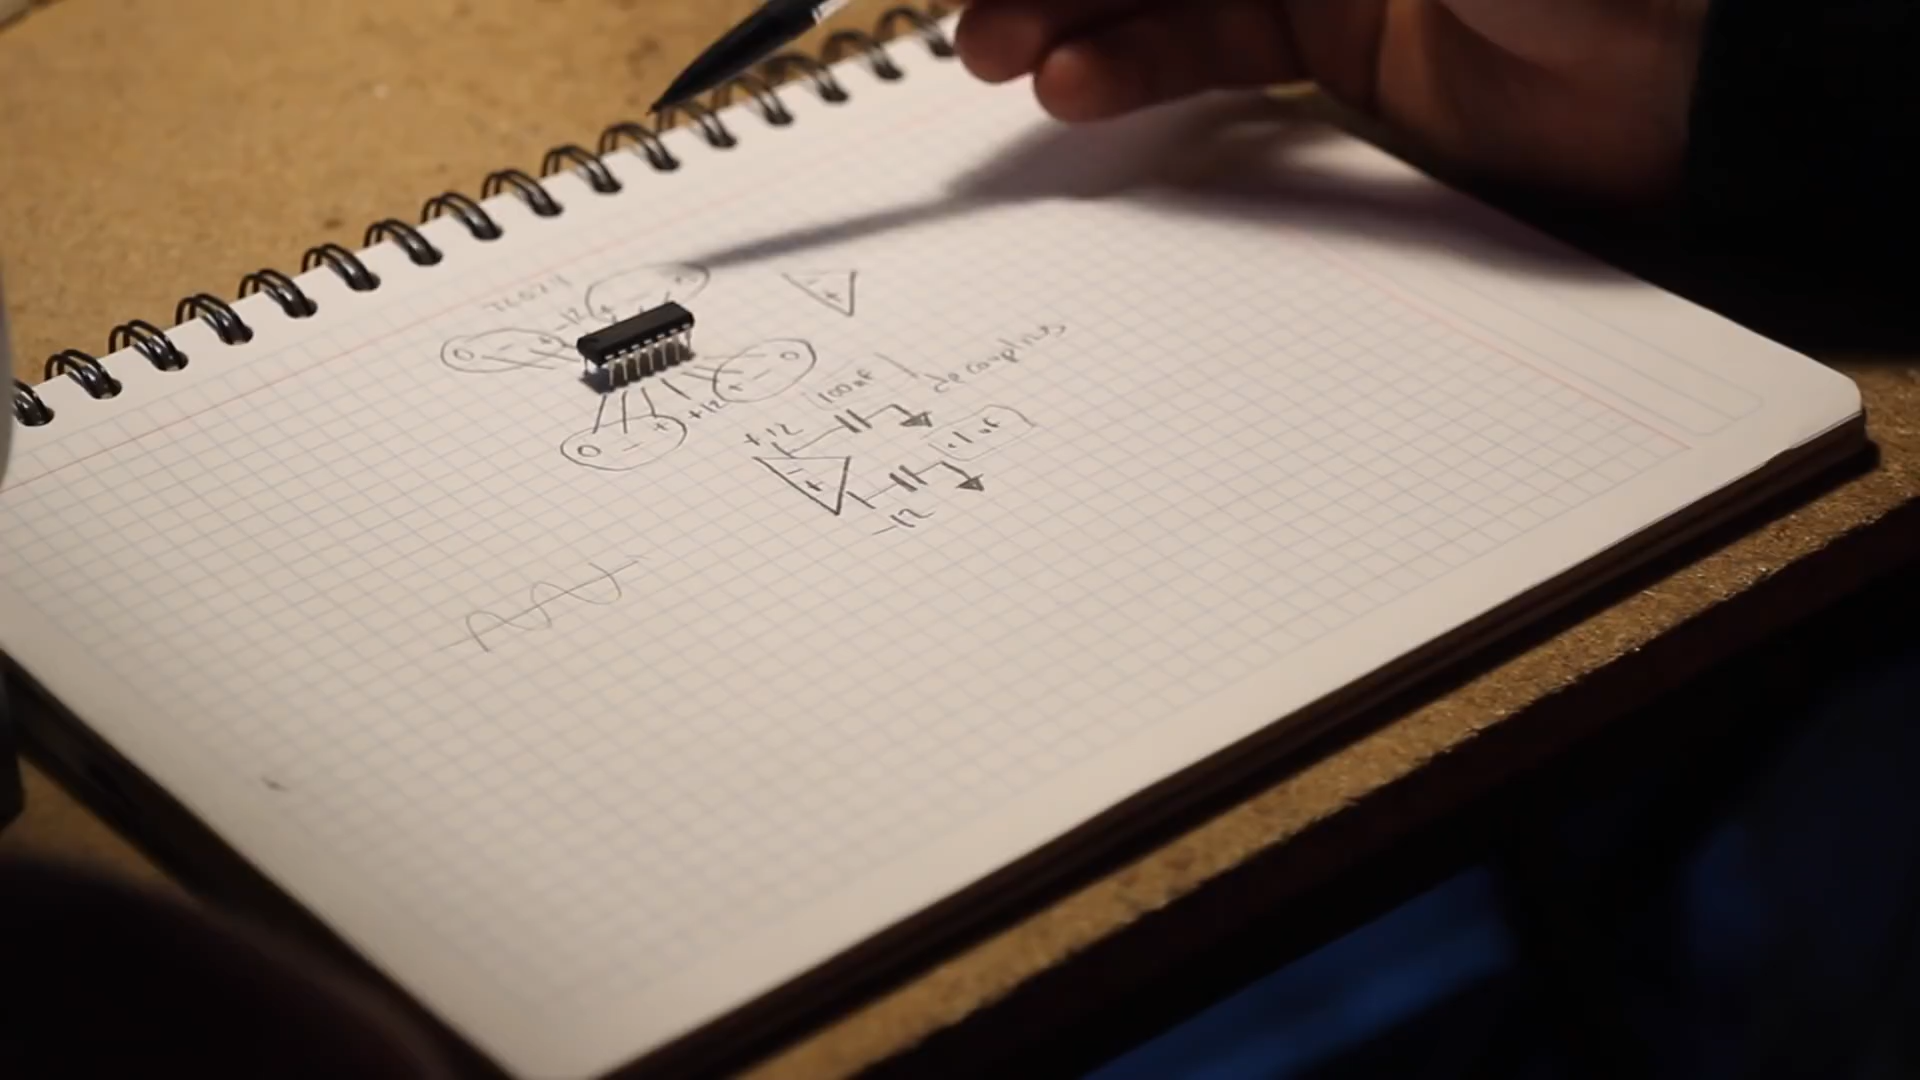 TL074
-12 +
-
O - +
+12
+ - O
O - +
- +
100nF
decoupling
+12
.1uF
- +
-12